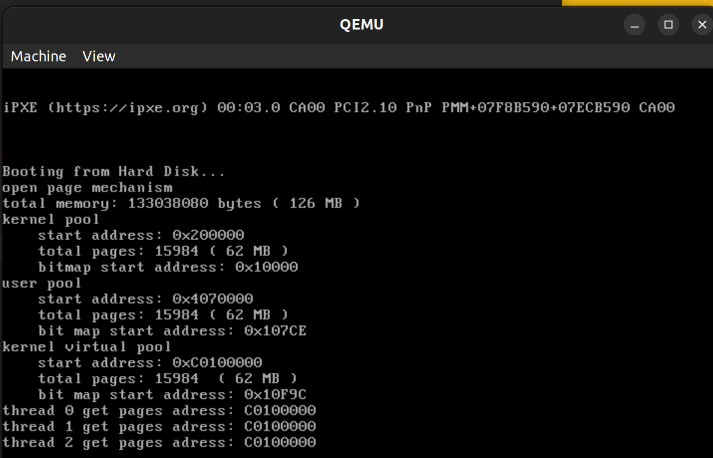 QEMU
Machine View
iPXE (https://ipxe.org) 00:03.0 CA00 PCI2.10 PnP PMM+07F8B590+07ECB590 CA00
Booting from Hard Disk...
open page mechanism
total memory: 133038080 bytes ( 126 MB )
kernel pool
    start address: 0x200000
    total pages: 15984 ( 62 MB )
    bitmap start address: 0x10000
user pool
    start address: 0x4070000
    total pages: 15984 ( 62 MB )
    bit map start address: 0x107CE
kernel virtual pool
    start address: 0xC0100000
    total pages: 15984  ( 62 MB )
    bit map start address: 0x10F9C
thread 0 get pages adress: C0100000
thread 1 get pages adress: C0100000
thread 2 get pages adress: C0100000